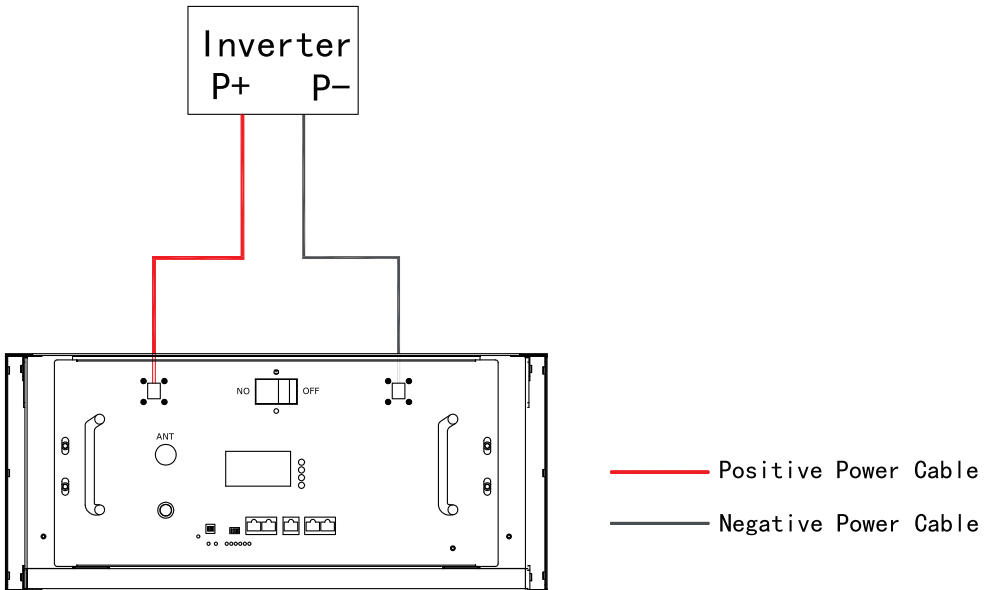 Inverter
P+ P-
NO OFF
ANT
Positive Power Cable
Negative Power Cable